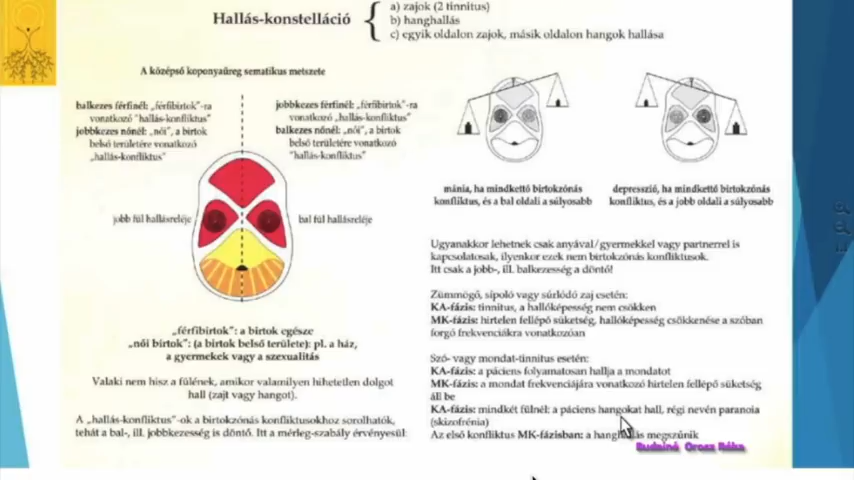 Hallás-konstelláció
a) zajok (2 tinnitus)
b) hanghallás
c) egyik oldalon zajok, másik oldalon hangok hallása
A középső koponyaüreg sematikus metszete
balkezes férfinél: „férfibirtok"-ra
vonatkozó "hallás-konfliktus"
jobbkezes nőnél: „női", a birtok
belső területére vonatkozó
„hallás-konfliktus"
jobbkezes férfinél: „férfibirtok"-ra
vonatkozó „hallás-konfliktus"
balkezes nőnél: „női", a birtok
belső területére vonatkozó
"hallás-konfliktus"
jobb fül hallásreléje
bal fül hallásreléje
„férfibirtok": a birtok egésze
„női birtok": (a birtok belső területe): pl. a ház,
a gyermekek vagy a szexualitás
Valaki nem hisz a fülének, amikor valamilyen hihetetlen dolgot
hall (zajt vagy hangot).
A „hallás-konfliktus"-ok a birtokzónás konfliktusokhoz sorolhatók,
tehát a bal-, ill. jobbkezesség is döntő. Itt a mérleg-szabály érvényesül:
mánia, ha mindkettő birtokzónás
konfliktus, és a bal oldali a súlyosabb
depresszió, ha mindkettő birtokzónás
konfliktus, és a jobb oldali a súlyosabb
Ugyanakkor lehetnek csak anyával/gyermekkel vagy partnerrel is
kapcsolatosak, ilyenkor ezek nem birtokzónás konfliktusok.
Itt csak a jobb-, ill. balkezesség a döntő!
Zümmögő, sípoló vagy súrlódó zaj esetén:
KA-fázis: tinnitus, a hallóképesség nem csökken
MK-fázis: hirtelen fellépő süketség, hallóképesség csökkenése a szóban
forgó frekvenciákra vonatkozóan
Szó- vagy mondat-tinnitus esetén:
KA-fázis: a páciens folyamatosan hallja a mondatot
MK-fázis: a mondat frekvenciájára vonatkozó hirtelen fellépő süketség
áll be
KA-fázis: mindkét fülnél: a páciens hangokat hall, régi nevén paranoia
(skizofrénia)
Az első konfliktus MK-fázisban: a hanghallás megszűnik
Budainé Orosz Réka